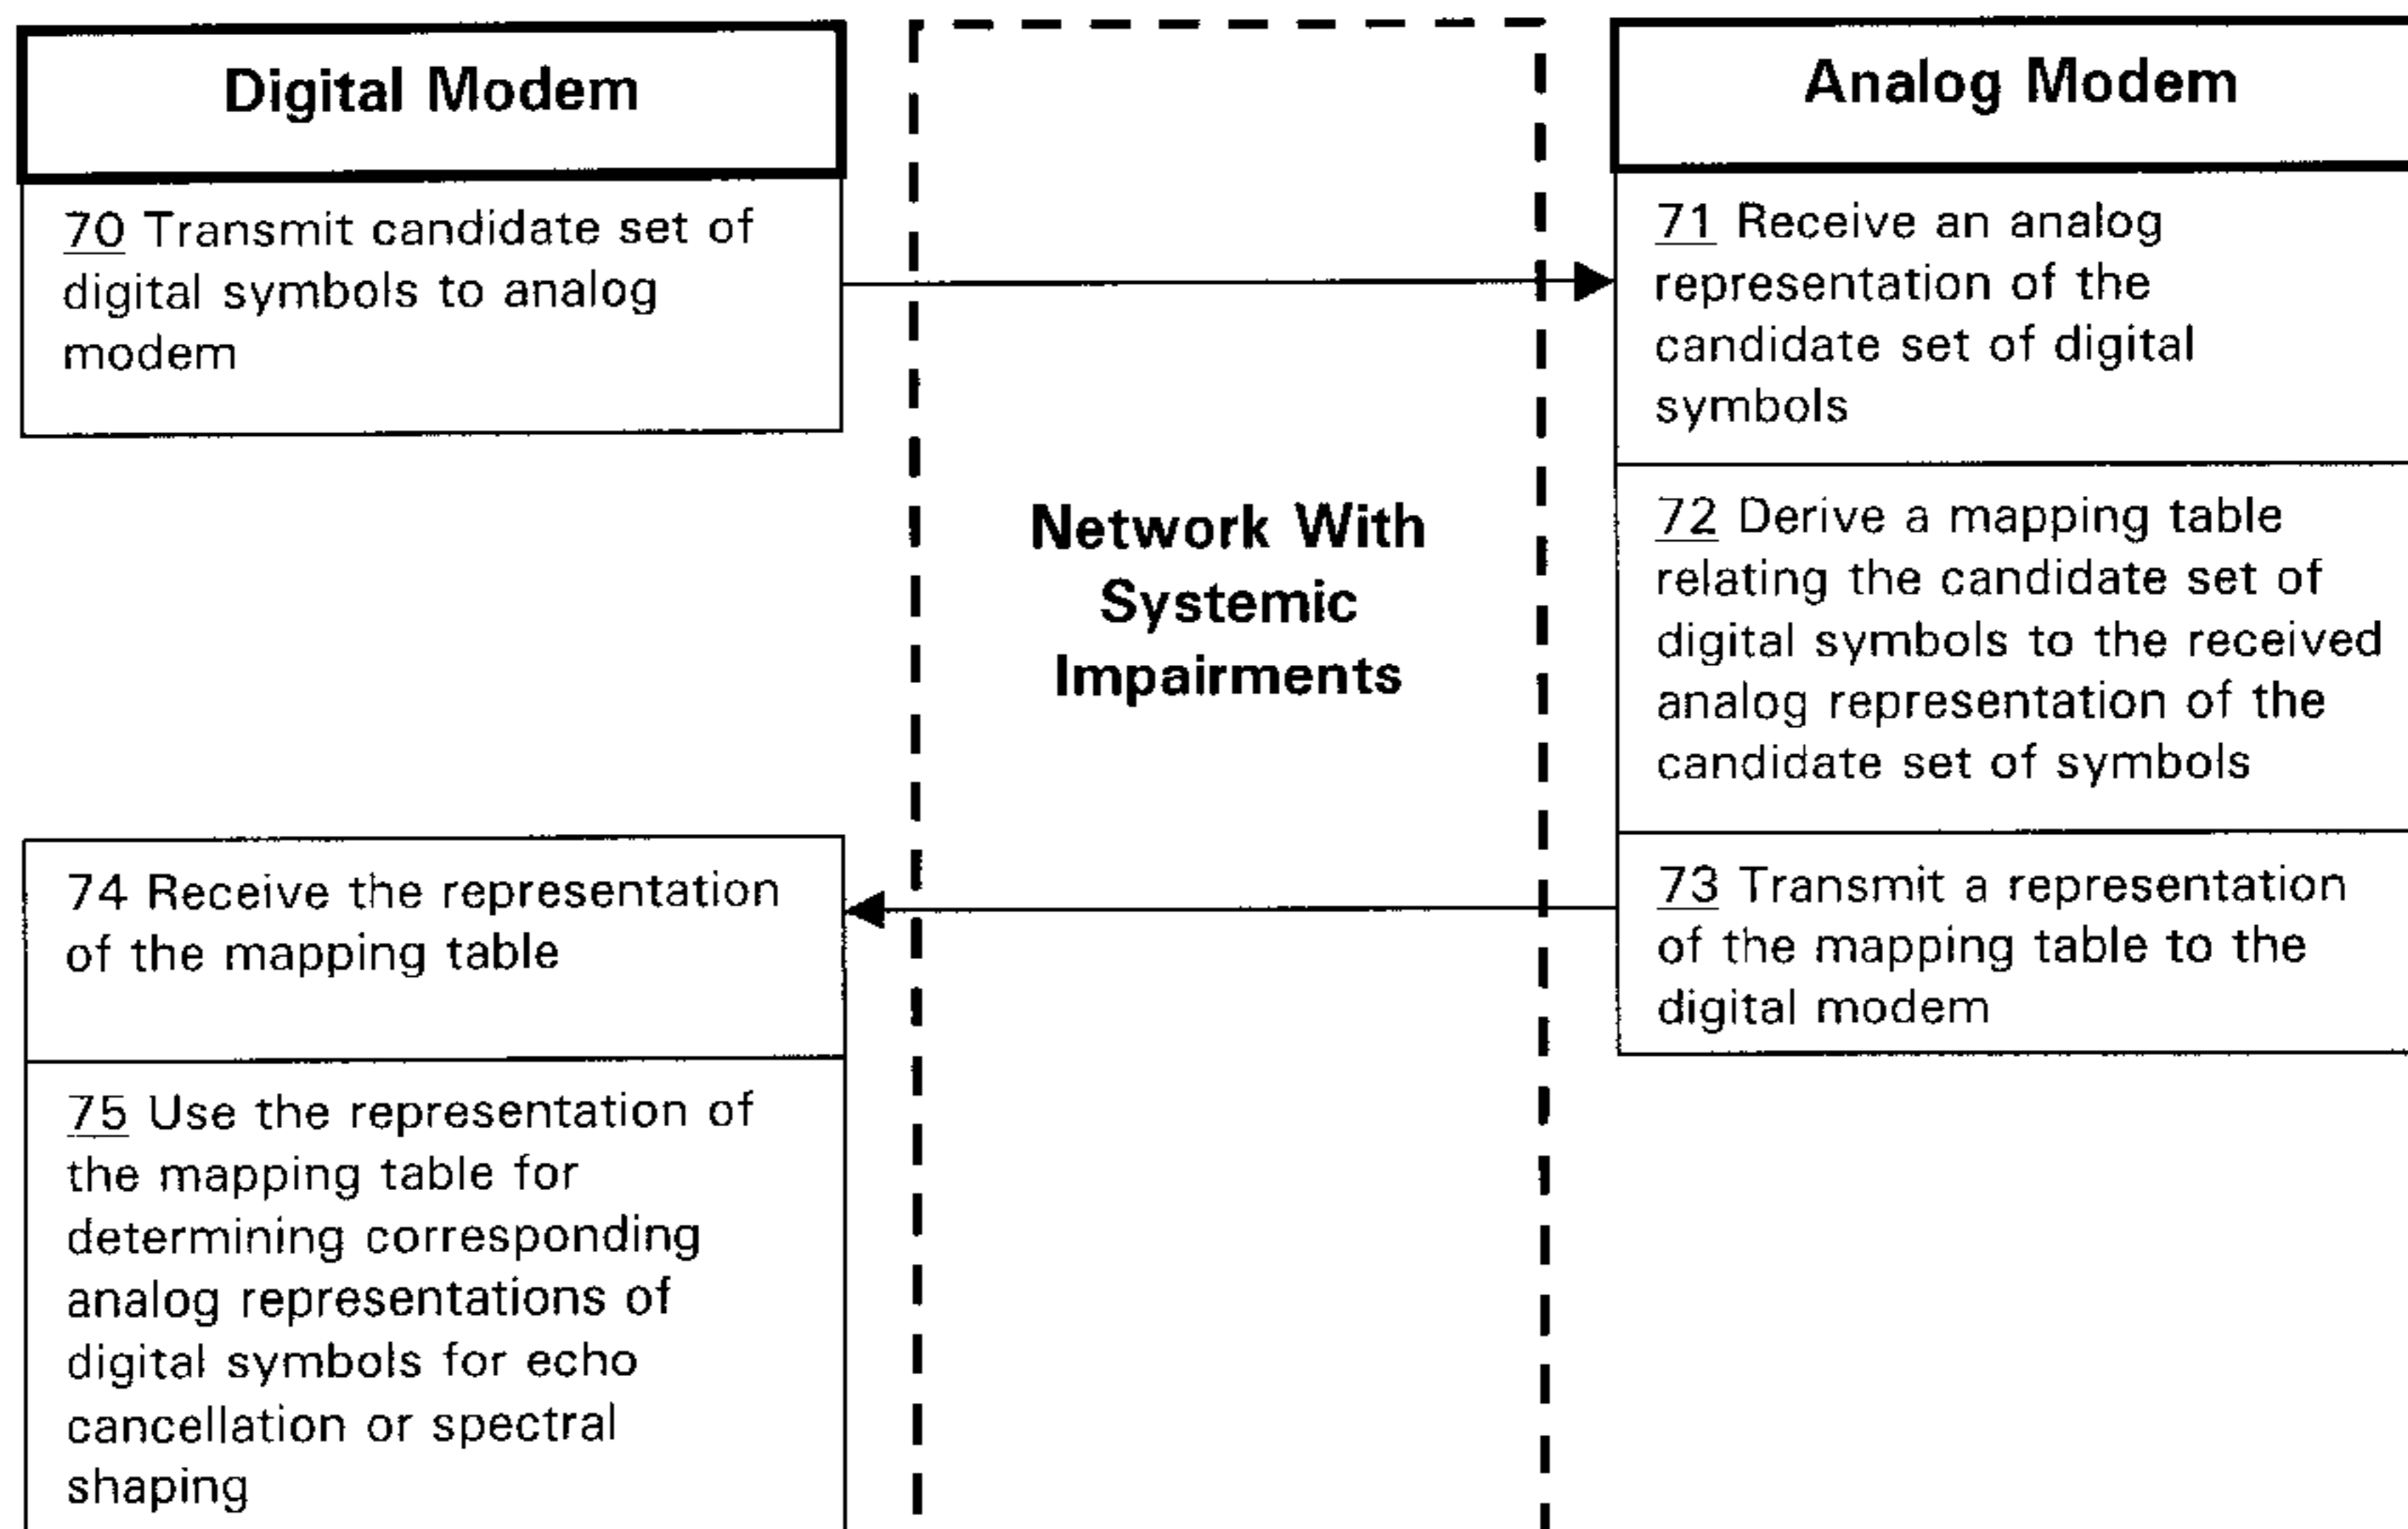 Digital Modem
70 Transmit candidate set of
digital symbols to analog
modem
Network With
Systemic
Impairments
Analog Modem
71 Receive an analog
representation of the
candidate set of digital
symbols
72 Derive a mapping table
relating the candidate set of
digital symbols to the received
analog representation of the
candidate set of symbols
73 Transmit a representation
of the mapping table to the
digital modem
74 Receive the representation
of the mapping table
75 Use the representation of
the mapping table for
determining corresponding
analog representations of
digital symbols for echo
cancellation or spectral
shaping